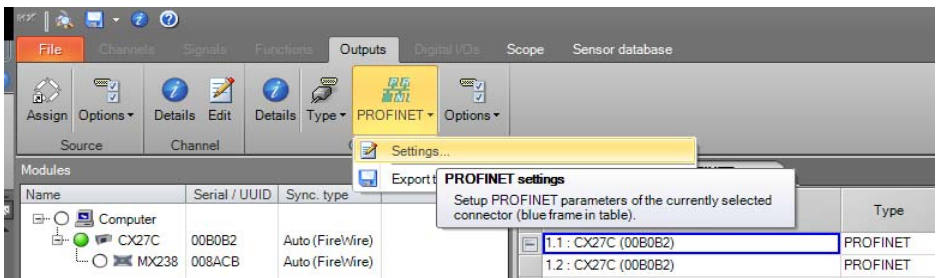 File Channels Signals Functions Outputs Digital I/Os Scope Sensor database
Assign Options Details Edit Details Type PROFINET Options
Source Channel
Settings...
Modules
Export t
PROFINET settings
Setup PROFINET parameters of the currently selected
connector (blue frame in table).
Name Serial / UUID Sync. type Type
Computer
CX27C 00B0B2 Auto (FireWire) 1.1 : CX27C (00B0B2) PROFINET
MX238 008ACB Auto (FireWire) 1.2 : CX27C (00B0B2) PROFINET